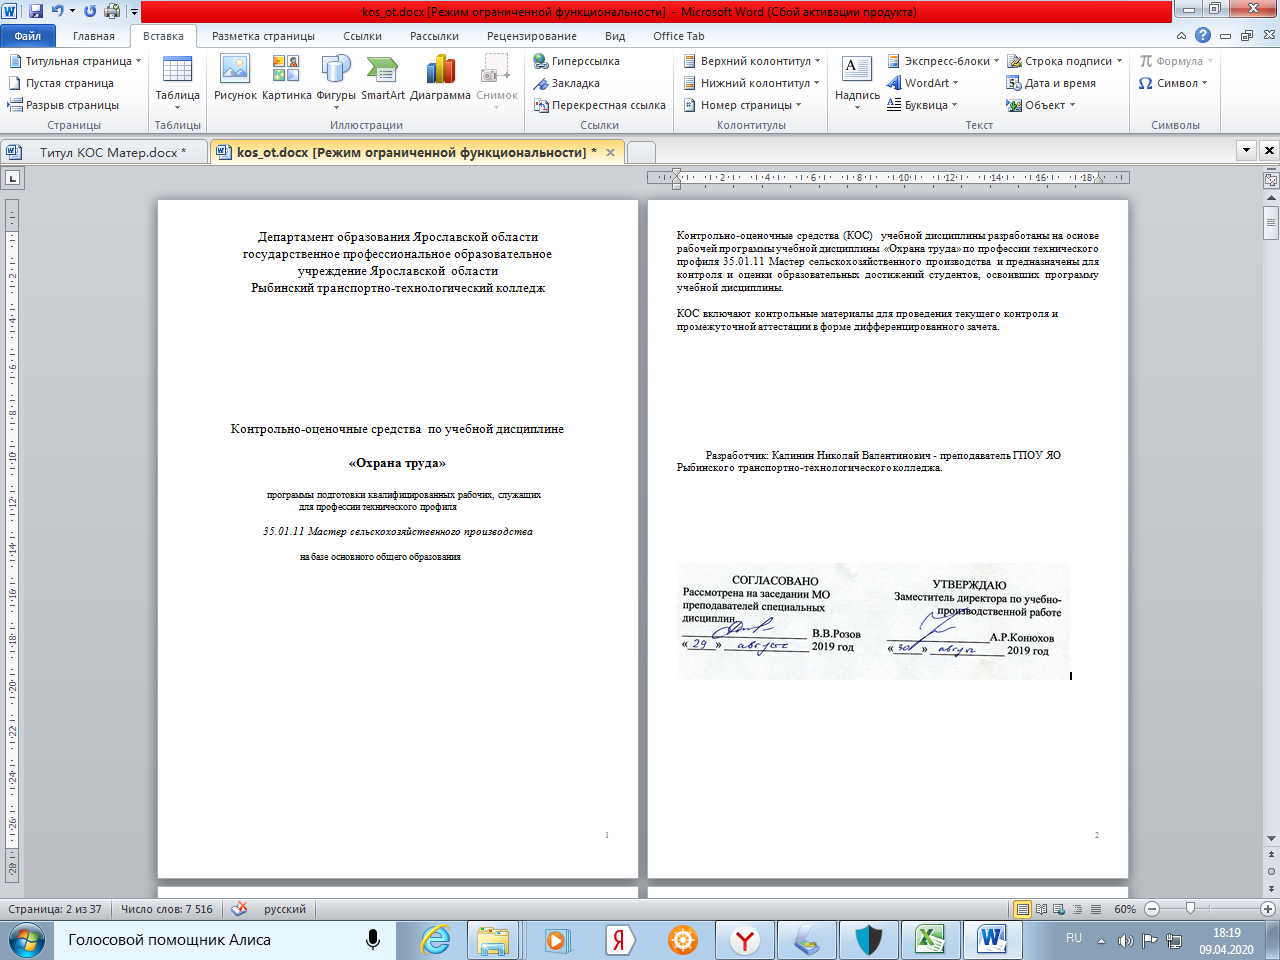 kos_ot.docx [Режим ограниченной функциональности] - Microsoft Word (Сбой активации продукта)
Файл Главная Вставка Разметка страницы Ссылки Рассылки Рецензирование Вид Office Tab
Титульная страница
Пустая страница
Разрыв страницы
Страницы
Таблица
Таблицы
Рисунок Картинка Фигуры SmartArt Диаграмма Снимок
Иллюстрации
Гиперссылка
Закладка
Перекрестная ссылка
Ссылки
Верхний колонтитул
Нижний колонтитул
Номер страницы
Колонтитулы
Надпись
Экспресс-блоки
WordArt
Буквица
Строка подписи
Дата и время
Объект
Текст
Формула
Символ
Символы
Титул КОС Матер.docx *
kos_ot.docx [Режим ограниченной функциональности] *
2 4 6 8 10 12 14 16 18
Департамент образования Ярославской области
государственное профессиональное образовательное
учреждение Ярославской области
Рыбинский транспортно-технологический колледж
Контрольно-оценочные средства по учебной дисциплине
«Охрана труда»
программы подготовки квалифицированных рабочих, служащих
для профессии технического профиля
35.01.11 Мастер сельскохозяйственного производства
на базе основного общего образования
1
Контрольно-оценочные средства (КОС) учебной дисциплины разработаны на основе
рабочей программы учебной дисциплины «Охрана труда» по профессии технического
профиля 35.01.11 Мастер сельскохозяйственного производства и предназначены для
контроля и оценки образовательных достижений студентов, освоивших программу
учебной дисциплины.
КОС включают контрольные материалы для проведения текущего контроля и
промежуточной аттестации в форме дифференцированного зачета.
Разработчик: Калинин Николай Валентинович - преподаватель ГПОУ ЯО
Рыбинского транспортно-технологического колледжа.
СОГЛАСОВАНО
Рассмотрена на заседании МО
преподавателей специальных
дисциплин
В.В.Розов
«29» август 2019 год
УТВЕРЖДАЮ
Заместитель директора по учебно-
производственной работе
А.Р.Конюхов
«30» август 2019 год
2
Страница: 2 из 37 Число слов: 7 516 русский 60%
Голосовой помощник Алиса
RU
18:19
09.04.2020